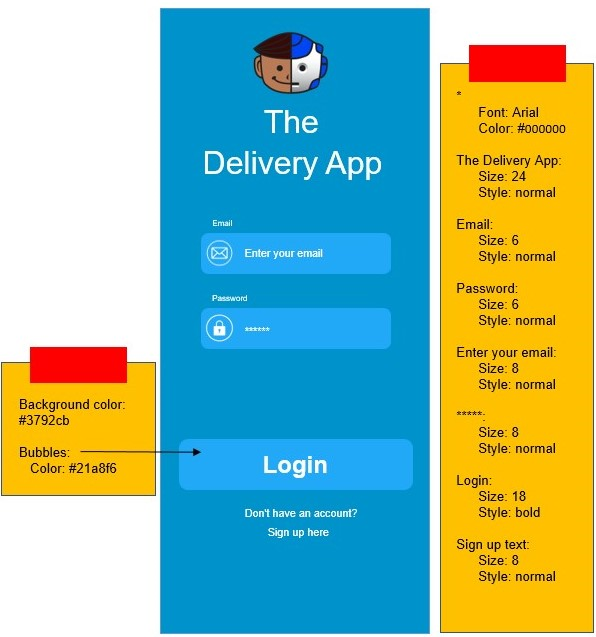 The
Delivery App
Email
Enter your email
Password
******
Login
Don't have an account?
Sign up here
Background color:
#3792cb
Bubbles:
Color: #21a8f6
*
Font: Arial
Color: #000000
The Delivery App:
Size: 24
Style: normal
Email:
Size: 6
Style: normal
Password:
Size: 6
Style: normal
Enter your email:
Size: 8
Style: normal
*****:
Size: 8
Style: normal
Login:
Size: 18
Style: bold
Sign up text:
Size: 8
Style: normal